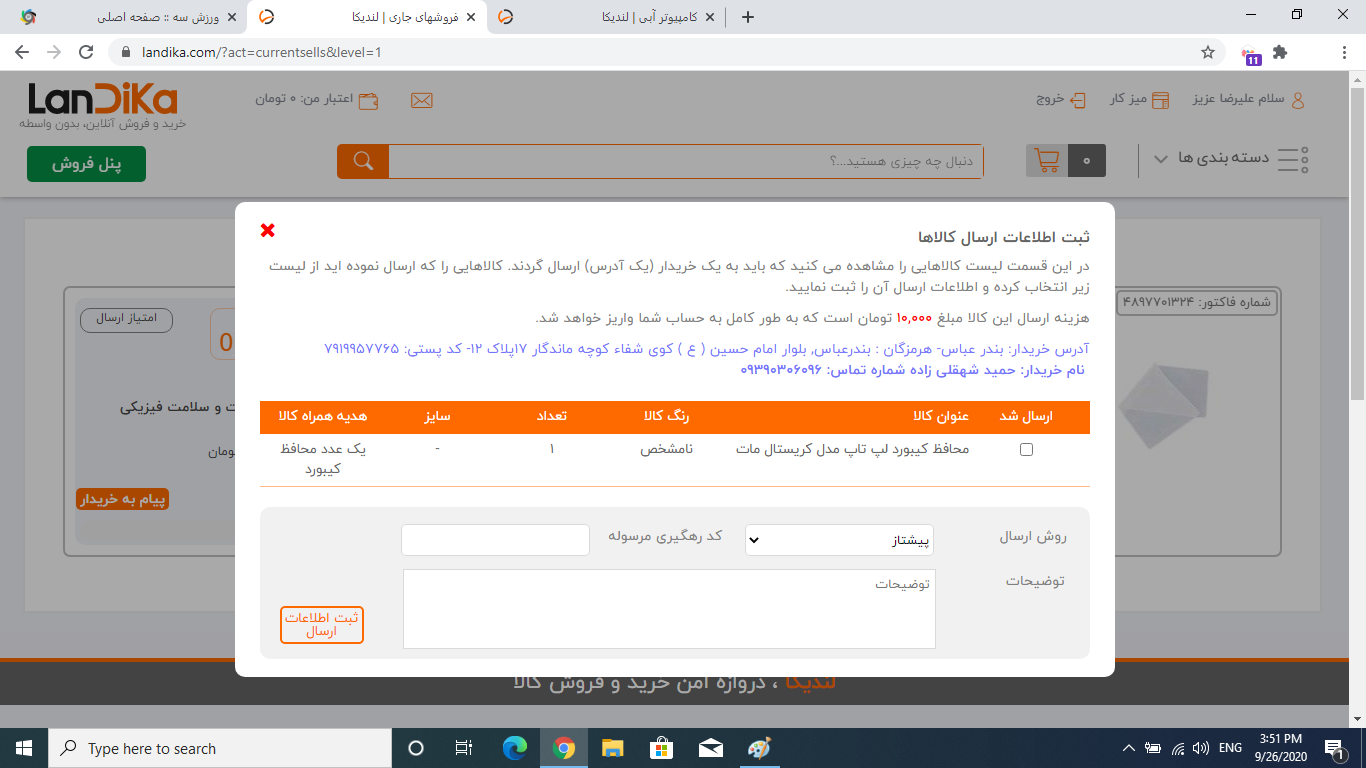 ورزش سه :: صفحه اصلی
فروشهای جاری | لندیکا
کامپیوتر آبی | لندیکا
landika.com/?act=currentsells&level=1
11
LanDiKa
خرید و فروش آنلاین، بدون واسطه
اعتبار من: ۰ تومان
خروج
میز کار
سلام علیرضا عزیز
پنل فروش
دنبال چه چیزی هستید...؟
۰
دسته بندی ها
ثبت اطلاعات ارسال کالاها
در این قسمت لیست کالاهایی را مشاهده می کنید که باید به یک خریدار (یک آدرس) ارسال گردند. کالاهایی را که ارسال نموده اید از لیست
زیر انتخاب کرده و اطلاعات ارسال آن را ثبت نمایید.
هزینه ارسال این کالا مبلغ ۱۰,۰۰۰ تومان است که به طور کامل به حساب شما واریز خواهد شد.
آدرس خریدار: بندر عباس- هرمزگان : بندرعباس, بلوار امام حسین ( ع ) کوی شفاء کوچه ماندگار ۱۷پلاک ۱۲- کد پستی: ۷۹۱۹۹۵۷۷۶۵
نام خریدار: حمید شهقلی زاده شماره تماس: ۰۹۳۹۰۳۰۶۰۹۶
ارسال شد عنوان کالا رنگ کالا تعداد سایز هدیه همراه کالا
محافظ کیبورد لپ تاپ مدل کریستال مات نامشخص ۱ - یک عدد محافظ
کیبورد
روش ارسال پیشتاز کد رهگیری مرسوله
توضیحات توضیحات
ثبت اطلاعات
ارسال
شماره فاکتور: ۴۸۹۷۷۰۱۳۲۴
امتیاز ارسال
0
ت و سلامت فیزیکی
ومان
پیام به خریدار
لندیکا ، دروازه امن خرید و فروش کالا
Type here to search
ENG
3:51 PM
9/26/2020
1